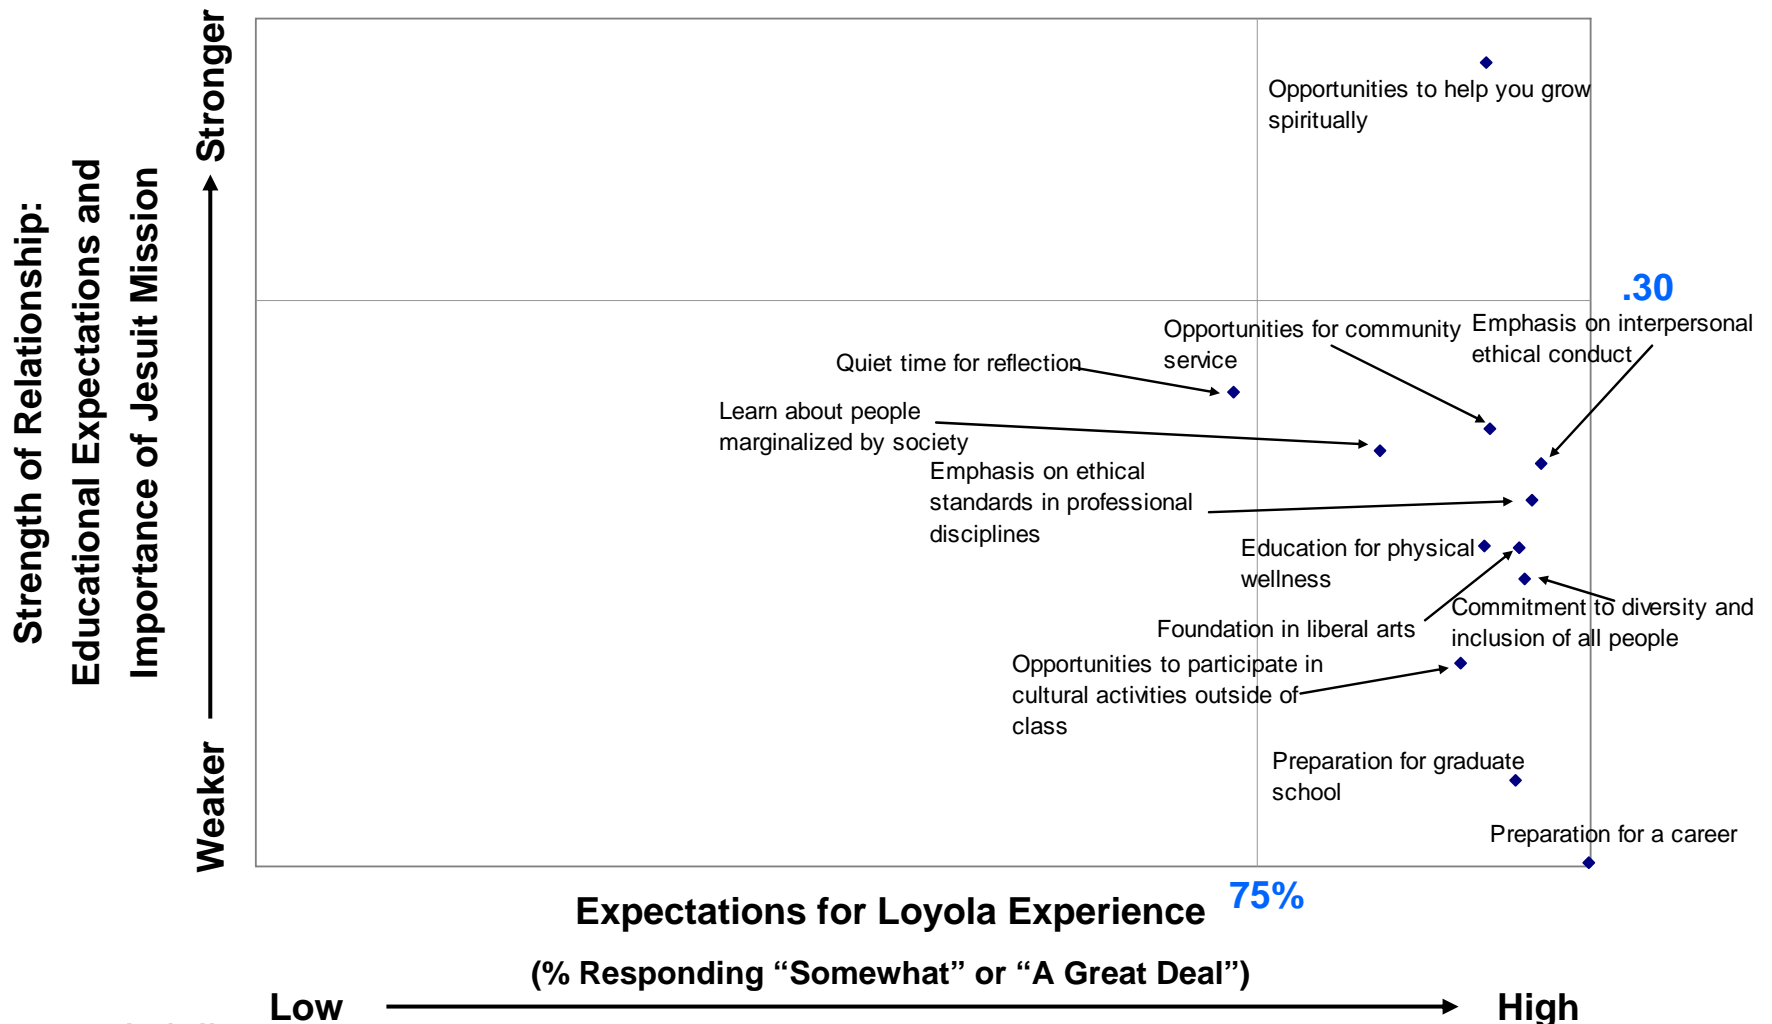 Strength of Relationship:
Educational Expectations and
Importance of Jesuit Mission
Stronger
Weaker
Opportunities to help you grow
spiritually
.30
Opportunities for community
service
Emphasis on interpersonal
ethical conduct
Quiet time for reflection
Learn about people
marginalized by society
Emphasis on ethical
standards in professional
disciplines
Education for physical
wellness
Commitment to diversity and
inclusion of all people
Foundation in liberal arts
Opportunities to participate in
cultural activities outside of
class
Preparation for graduate
school
Preparation for a career
75%
Expectations for Loyola Experience
(% Responding “Somewhat” or “A Great Deal”)
Low
High